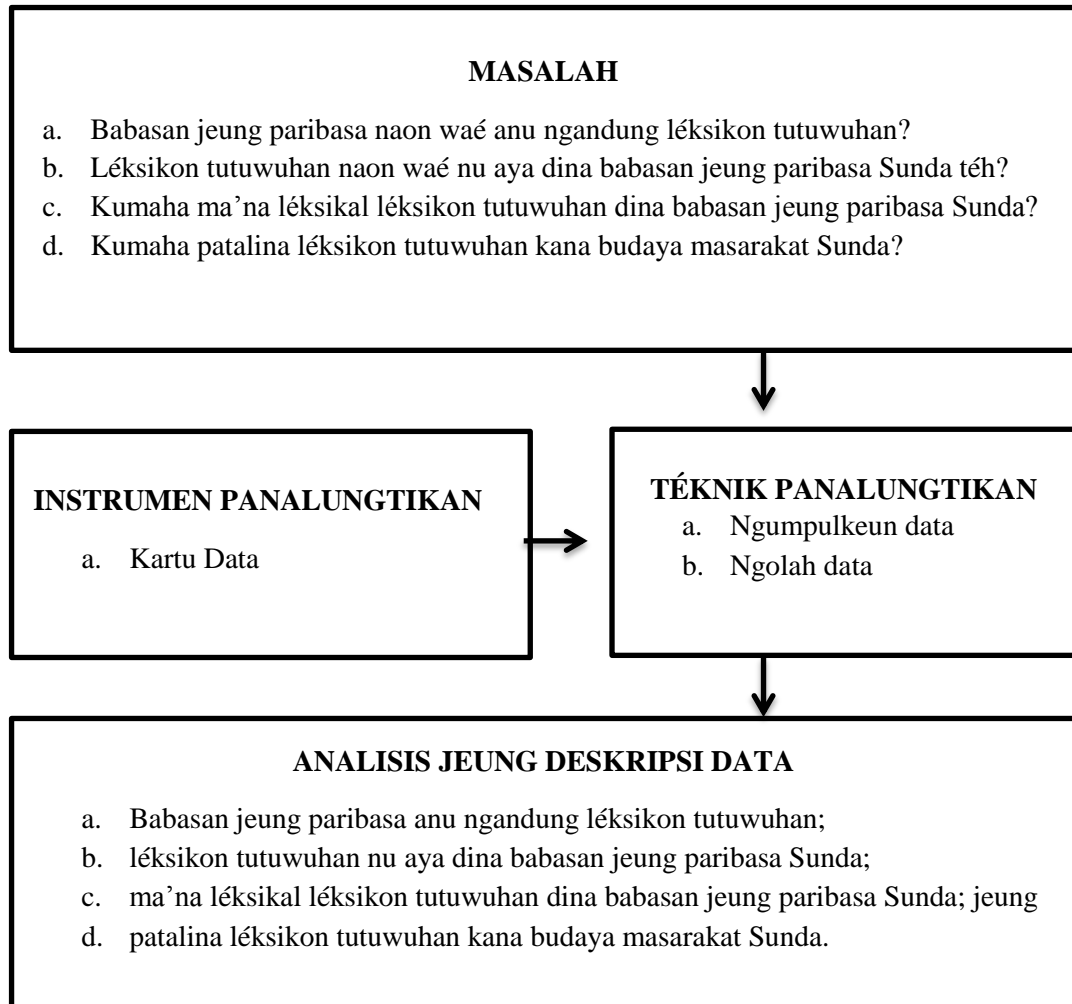 MASALAH
a. Babasan jeung paribasa naon waé anu ngandung léksikon tutuwuhan?
b. Léksikon tutuwuhan naon waé nu aya dina babasan jeung paribasa Sunda téh?
c. Kumaha ma’na léksikal léksikon tutuwuhan dina babasan jeung paribasa Sunda?
d. Kumaha patalina léksikon tutuwuhan kana budaya masarakat Sunda?
INSTRUMEN PANALUNGTIKAN
a. Kartu Data
TÉKNIK PANALUNGTIKAN
a. Ngumpulkeun data
b. Ngolah data
ANALISIS JEUNG DESKRIPSI DATA
a. Babasan jeung paribasa anu ngandung léksikon tutuwuhan;
b. léksikon tutuwuhan nu aya dina babasan jeung paribasa Sunda;
c. ma’na léksikal léksikon tutuwuhan dina babasan jeung paribasa Sunda; jeung
d. patalina léksikon tutuwuhan kana budaya masarakat Sunda.